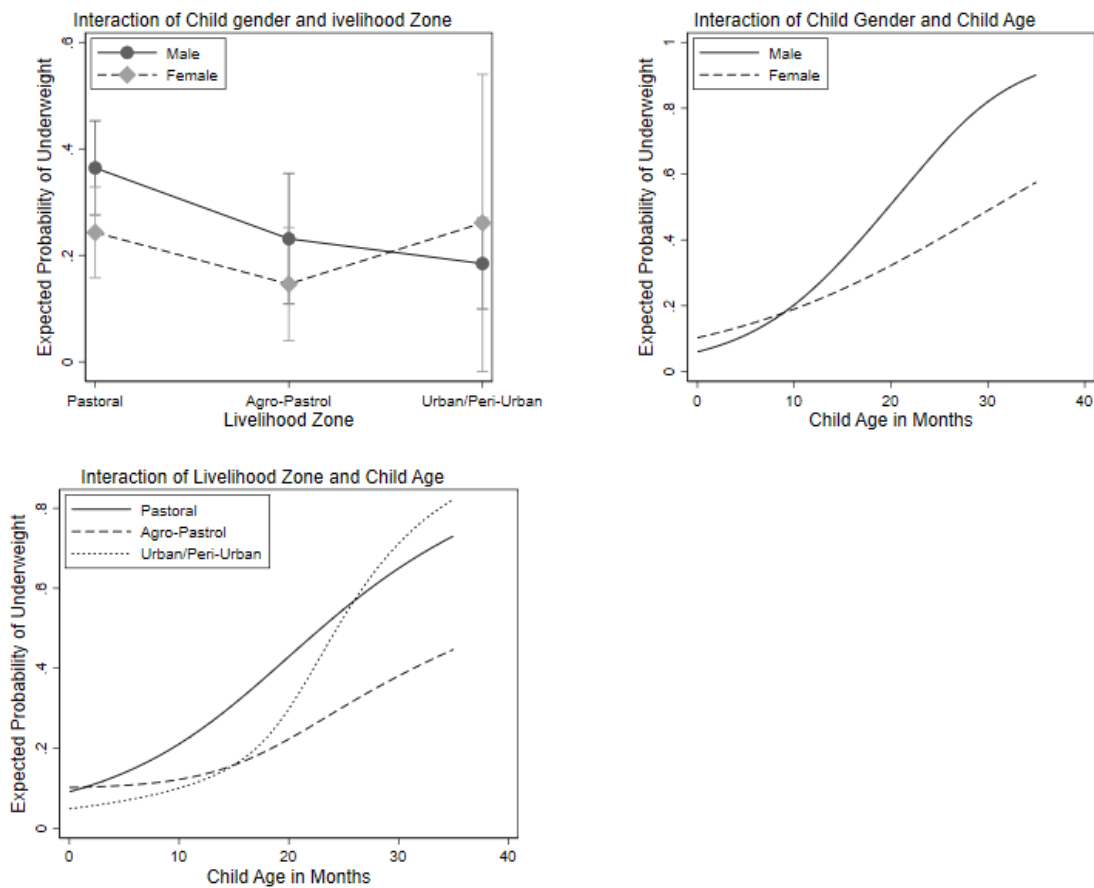 Interaction of Child gender and ivelihood Zone
Male
Female
Expected Probability of Underweight
.6
.4
.2
0
Pastoral
Agro-Pastrol
Urban/Peri-Urban
Livelihood Zone
Interaction of Child Gender and Child Age
Male
Female
Expected Probability of Underweight
1
.8
.6
.4
.2
0
0
10
20
30
40
Child Age in Months
Interaction of Livelihood Zone and Child Age
Pastoral
Agro-Pastrol
Urban/Peri-Urban
Expected Probability of Underweight
.8
.6
.4
.2
0
0
10
20
30
40
Child Age in Months